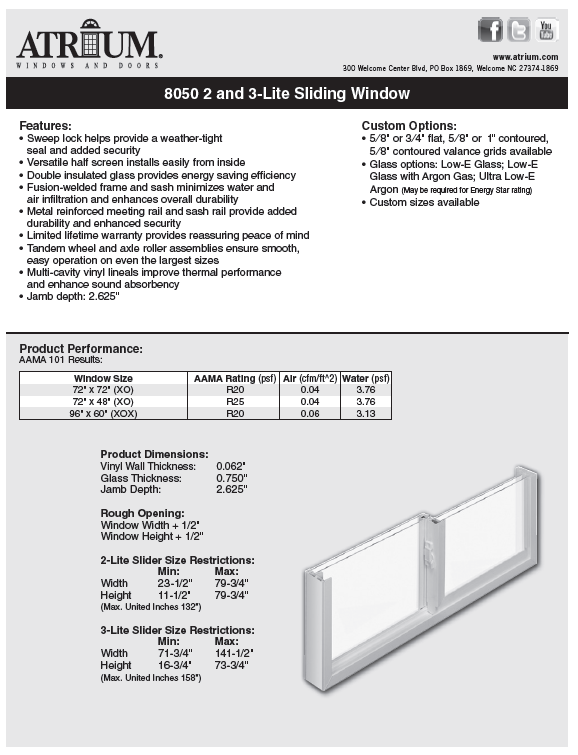 ATRIUM.
WINDOWS AND DOORS
f
t
You
Tube
www.atrium.com
300 Welcome Center Blvd, PO Box 1869, Welcome NC 27374-1869
8050 2 and 3-Lite Sliding Window
Features:
• Sweep lock helps provide a weather-tight
seal and added security
• Versatile half screen installs easily from inside
• Double insulated glass provides energy saving efficiency
• Fusion-welded frame and sash minimizes water and
air infiltration and enhances overall durability
• Metal reinforced meeting rail and sash rail provide added
durability and enhanced security
• Limited lifetime warranty provides reassuring peace of mind
• Tandem wheel and axle roller assemblies ensure smooth,
easy operation on even the largest sizes
• Multi-cavity vinyl lineals improve thermal performance
and enhance sound absorbency
• Jamb depth: 2.625"
Custom Options:
• 5/8" or 3/4" flat, 5/8" or 1" contoured,
5/8" contoured valance grids available
• Glass options: Low-E Glass; Low-E
Glass with Argon Gas; Ultra Low-E
Argon (May be required for Energy Star rating)
• Custom sizes available
Product Performance:
AAMA 101 Results:
Window Size AAMA Rating (psf) Air (cfm/ft^2) Water (psf)
72" x 72" (XO) R20 0.04 3.76
72" x 48" (XO) R25 0.04 3.76
96" x 60" (XOX) R20 0.06 3.13
Product Dimensions:
Vinyl Wall Thickness: 0.062"
Glass Thickness: 0.750"
Jamb Depth: 2.625"
Rough Opening:
Window Width + 1/2"
Window Height + 1/2"
2-Lite Slider Size Restrictions:
Min: Max:
Width 23-1/2" 79-3/4"
Height 11-1/2" 79-3/4"
(Max. United Inches 132")
3-Lite Slider Size Restrictions:
Min: Max:
Width 71-3/4" 141-1/2"
Height 16-3/4" 73-3/4"
(Max. United Inches 158")